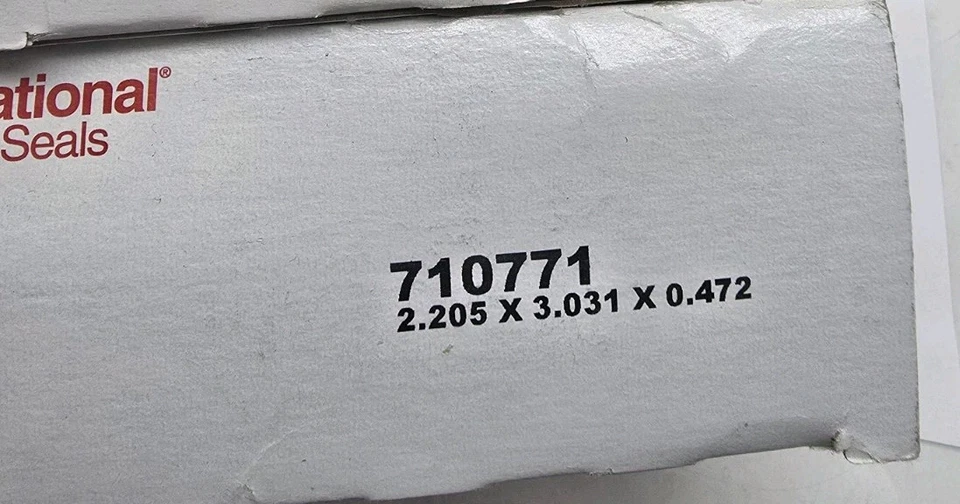 ational®
Seals
710771
2.205 X 3.031 X 0.472